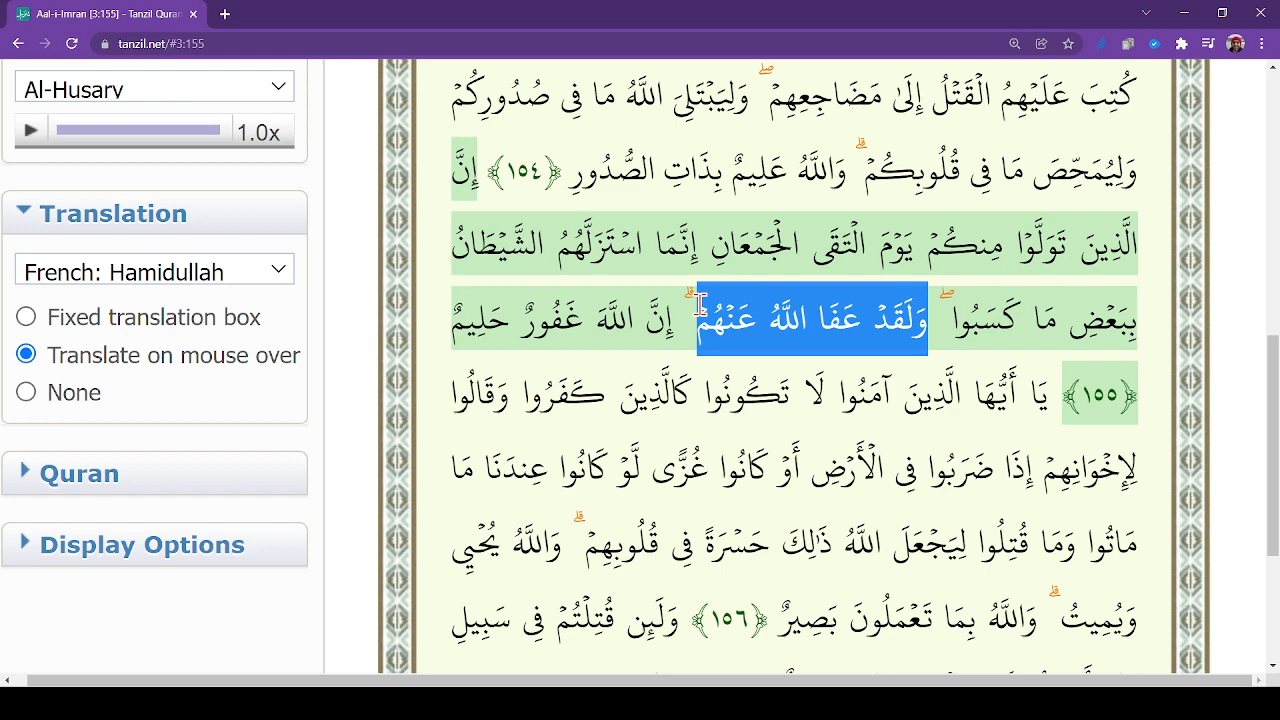 Aal-i-Imran [3:155] - Tanzil Quran
tanzil.net/#3:155
Al-Husary
1.0x
Translation
French: Hamidullah
Fixed translation box
Translate on mouse over
None
Quran
Display Options
كُتِبَ عَلَيْهِمُ الْقَتْلُ إِلَىٰ مَضَاجِعِهِمْ ۖ وَلِيَبْتَلِيَ اللَّهُ مَا فِي صُدُورِكُمْ
وَلِيُمَحِّصَ مَا فِي قُلُوبِكُمْ ۗ وَاللَّهُ عَلِيمٌ بِذَاتِ الصُّدُورِ ﴿١٥٤﴾ إِنَّ
الَّذِينَ تَوَلَّوْا مِنكُمْ يَوْمَ الْتَقَى الْجَمْعَانِ إِنَّمَا اسْتَزَلَّهُمُ الشَّيْطَانُ
بِبَعْضِ مَا كَسَبُوا ۖ وَلَقَدْ عَفَا اللَّهُ عَنْهُمْ ۗ إِنَّ اللَّهَ غَفُورٌ حَلِيمٌ
﴿١٥٥﴾ يَا أَيُّهَا الَّذِينَ آمَنُوا لَا تَكُونُوا كَالَّذِينَ كَفَرُوا وَقَالُوا
لِإِخْوَانِهِمْ إِذَا ضَرَبُوا فِي الْأَرْضِ أَوْ كَانُوا غُزًّى لَّوْ كَانُوا عِندَنَا مَا
مَاتُوا وَمَا قُتِلُوا لِيَجْعَلَ اللَّهُ ذَٰلِكَ حَسْرَةً فِي قُلُوبِهِمْ ۗ وَاللَّهُ يُحْيِي
وَيُمِيتُ ۗ وَاللَّهُ بِمَا تَعْمَلُونَ بَصِيرٌ ﴿١٥٦﴾ وَلَئِن قُتِلْتُمْ فِي سَبِيلِ